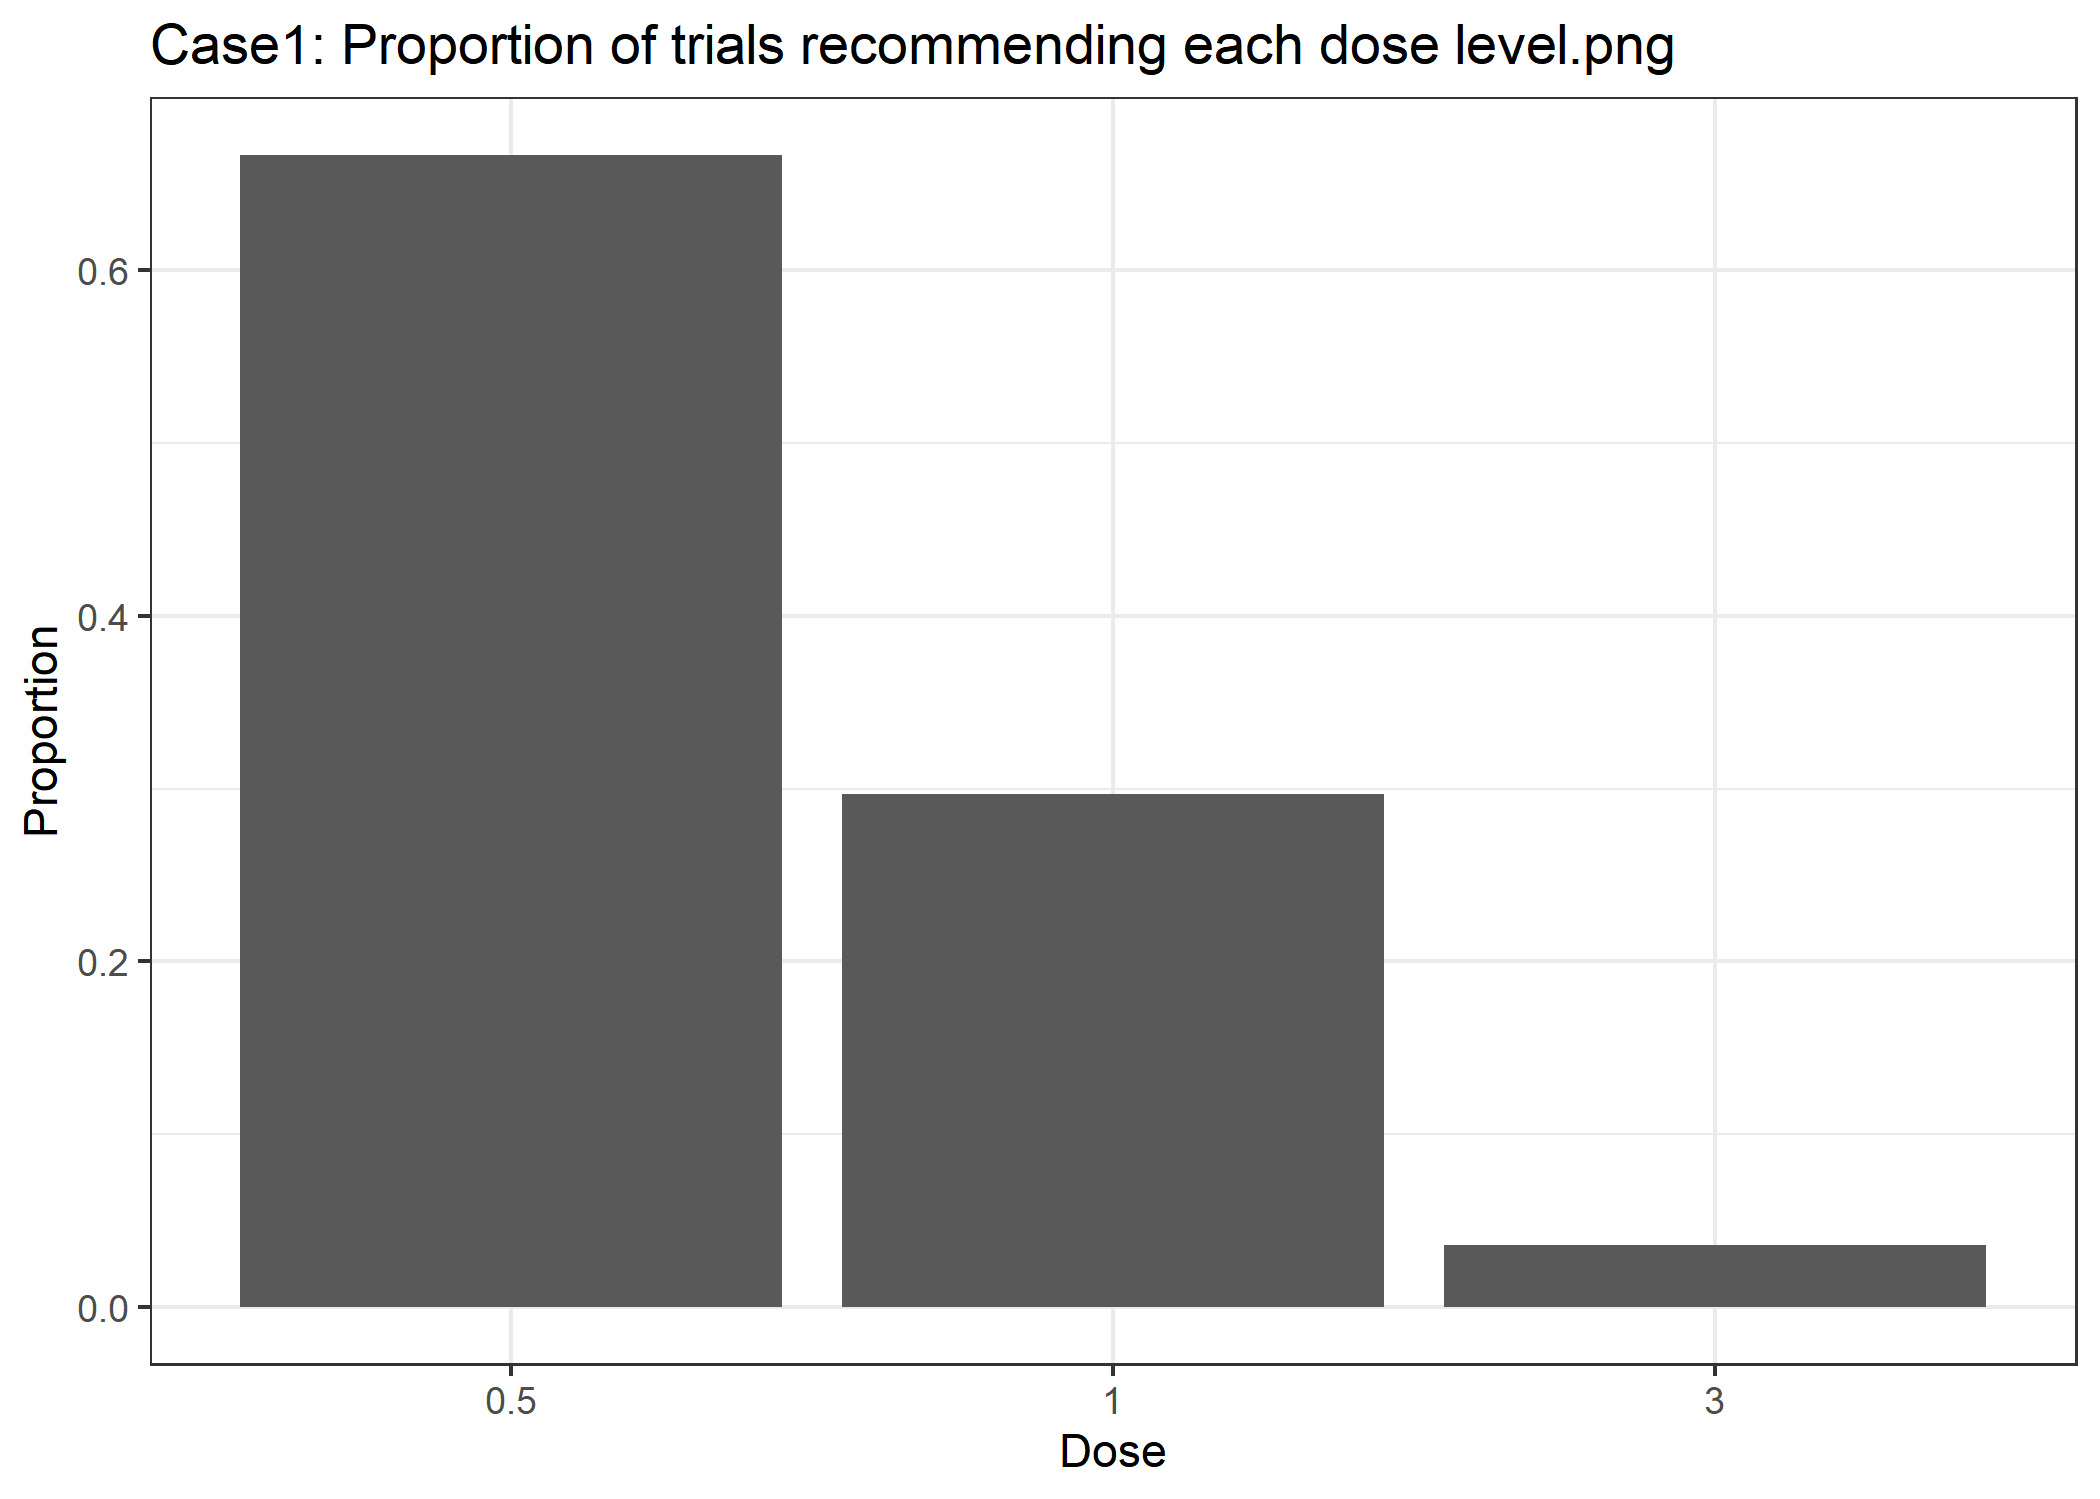 Case1: Proportion of trials recommending each dose level.png
Proportion
0.6
0.4
0.2
0.0
0.5 1 3
Dose